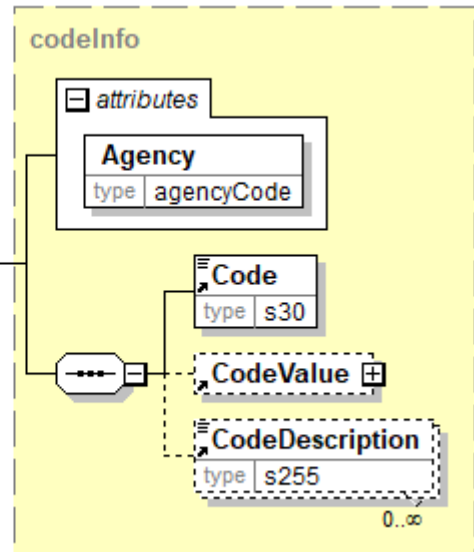 codeInfo
attributes
Agency
type agencyCode
Code
type s30
CodeValue
CodeDescription
type s255
0..∞